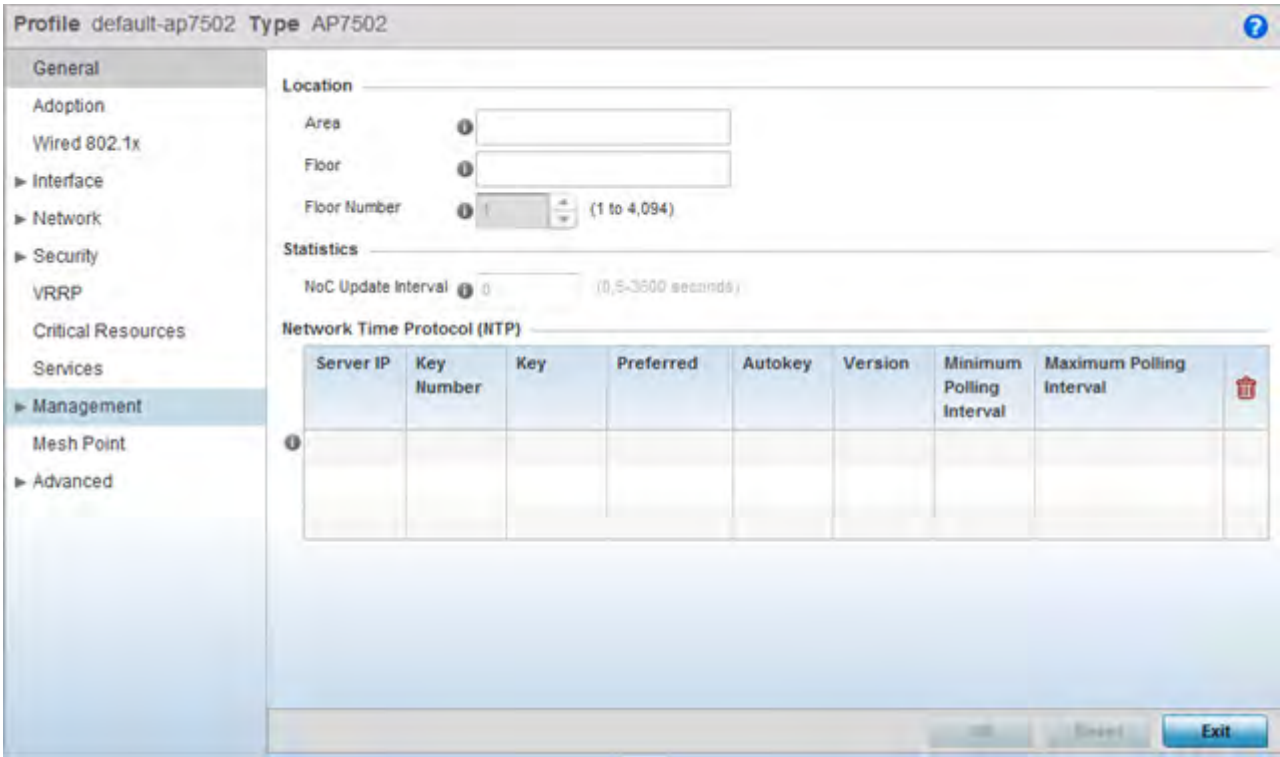 Profile default-ap7502 Type AP7502
General
Adoption
Wired 802.1x
Interface
Network
Security
VRRP
Critical Resources
Services
Management
Mesh Point
Advanced
Location
Area
Floor
Floor Number 1 (1 to 4,094)
Statistics
NoC Update Interval 0 (0,5-3600 seconds)
Network Time Protocol (NTP)
Server IP Key Number Key Preferred Autokey Version Minimum Polling Interval Maximum Polling Interval
Reset Exit